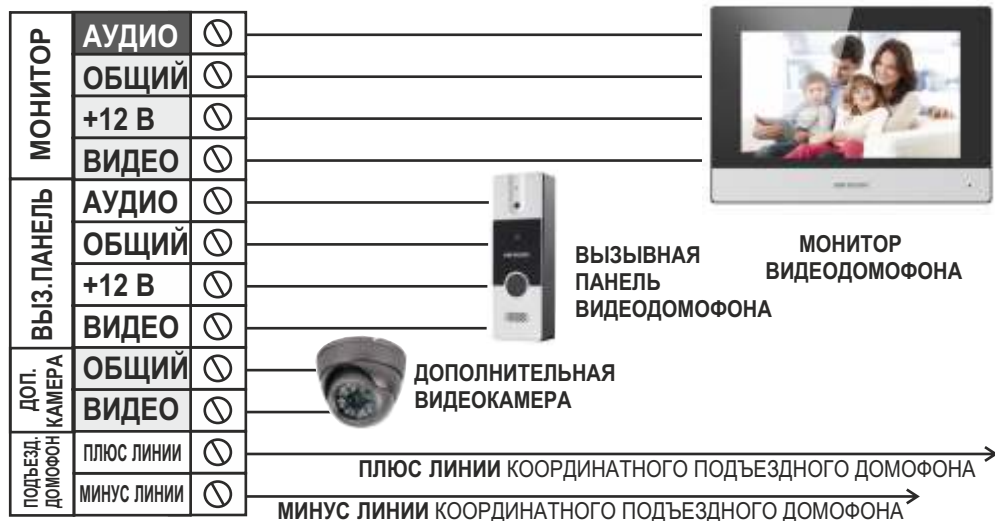 МОНИТОР
АУДИО
ОБЩИЙ
+12 В
ВИДЕО
ВЫЗ.ПАНЕЛЬ
АУДИО
ОБЩИЙ
+12 В
ВИДЕО
ДОП.
КАМЕРА
ОБЩИЙ
ВИДЕО
ПОДЪЕЗД.
ДОМОФОН
ПЛЮС ЛИНИИ
МИНУС ЛИНИИ
МОНИТОР
ВИДЕОДОМОФОНА
ВЫЗЫВНАЯ
ПАНЕЛЬ
ВИДЕОДОМОФОНА
ДОПОЛНИТЕЛЬНАЯ
ВИДЕОКАМЕРА
ПЛЮС ЛИНИИ КООРДИНАТНОГО ПОДЪЕЗДНОГО ДОМОФОНА
МИНУС ЛИНИИ КООРДИНАТНОГО ПОДЪЕЗДНОГО ДОМОФОНА